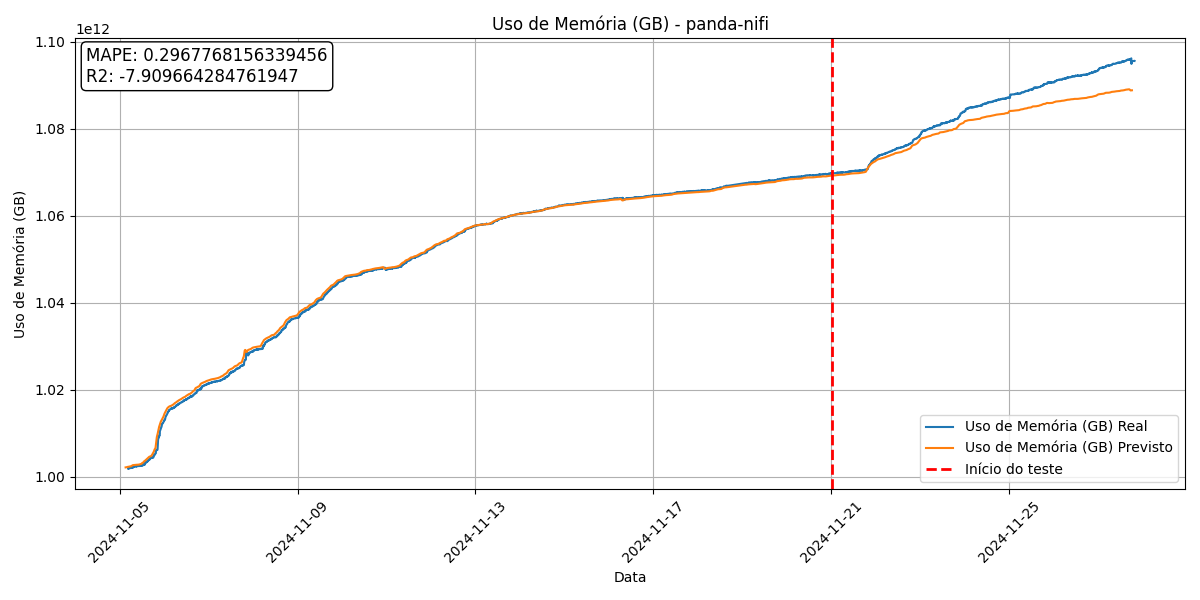 Uso de Memória (GB) - panda-nifi
1e12
MAPE: 0.2967768156339456
R2: -7.909664284761947
1.10
1.08
1.06
1.04
1.02
1.00
Uso de Memória (GB)
Uso de Memória (GB) Real
Uso de Memória (GB) Previsto
Início do teste
2024-11-05
2024-11-09
2024-11-13
2024-11-17
2024-11-21
2024-11-25
Data